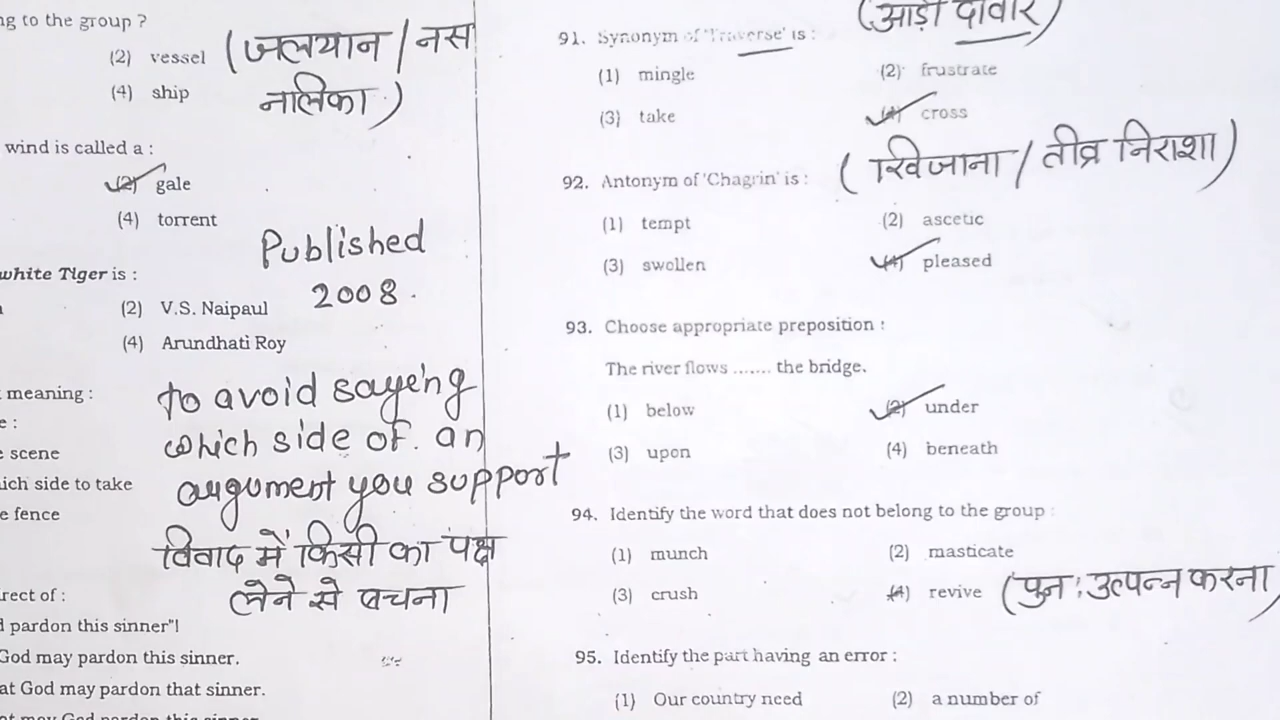 ng to the group ?
(2) vessel (जलयान / नस
(4) ship नालिका)
wind is called a :
(2) gale
(4) torrent
Published
white Tiger is :
2008.
(2) V.S. Naipaul
(4) Arundhati Roy
meaning :
to avoid sayeing
e :
which side of an
scene
ich side to take
argument you support
e fence
विवाद में किसी का पक्ष
लेने से बचना
rect of :
d pardon this sinner"!
God may pardon this sinner.
at God may pardon that sinner.
(आड़ी दीवार)
91. Synonym of 'Traverse' is :
(1) mingle (2) frustrate
(3) take (4) cross
92. Antonym of 'Chagrin' is : (खिजाना / तीव्र निराशा)
(1) tempt (2) ascetic
(3) swollen (4) pleased
93. Choose appropriate preposition :
The river flows ....... the bridge.
(1) below (2) under
(3) upon (4) beneath
94. Identify the word that does not belong to the group :
(1) munch (2) masticate
(3) crush (4) revive (पुन: उत्पन्न करना)
95. Identify the part having an error :
(1) Our country need (2) a number of